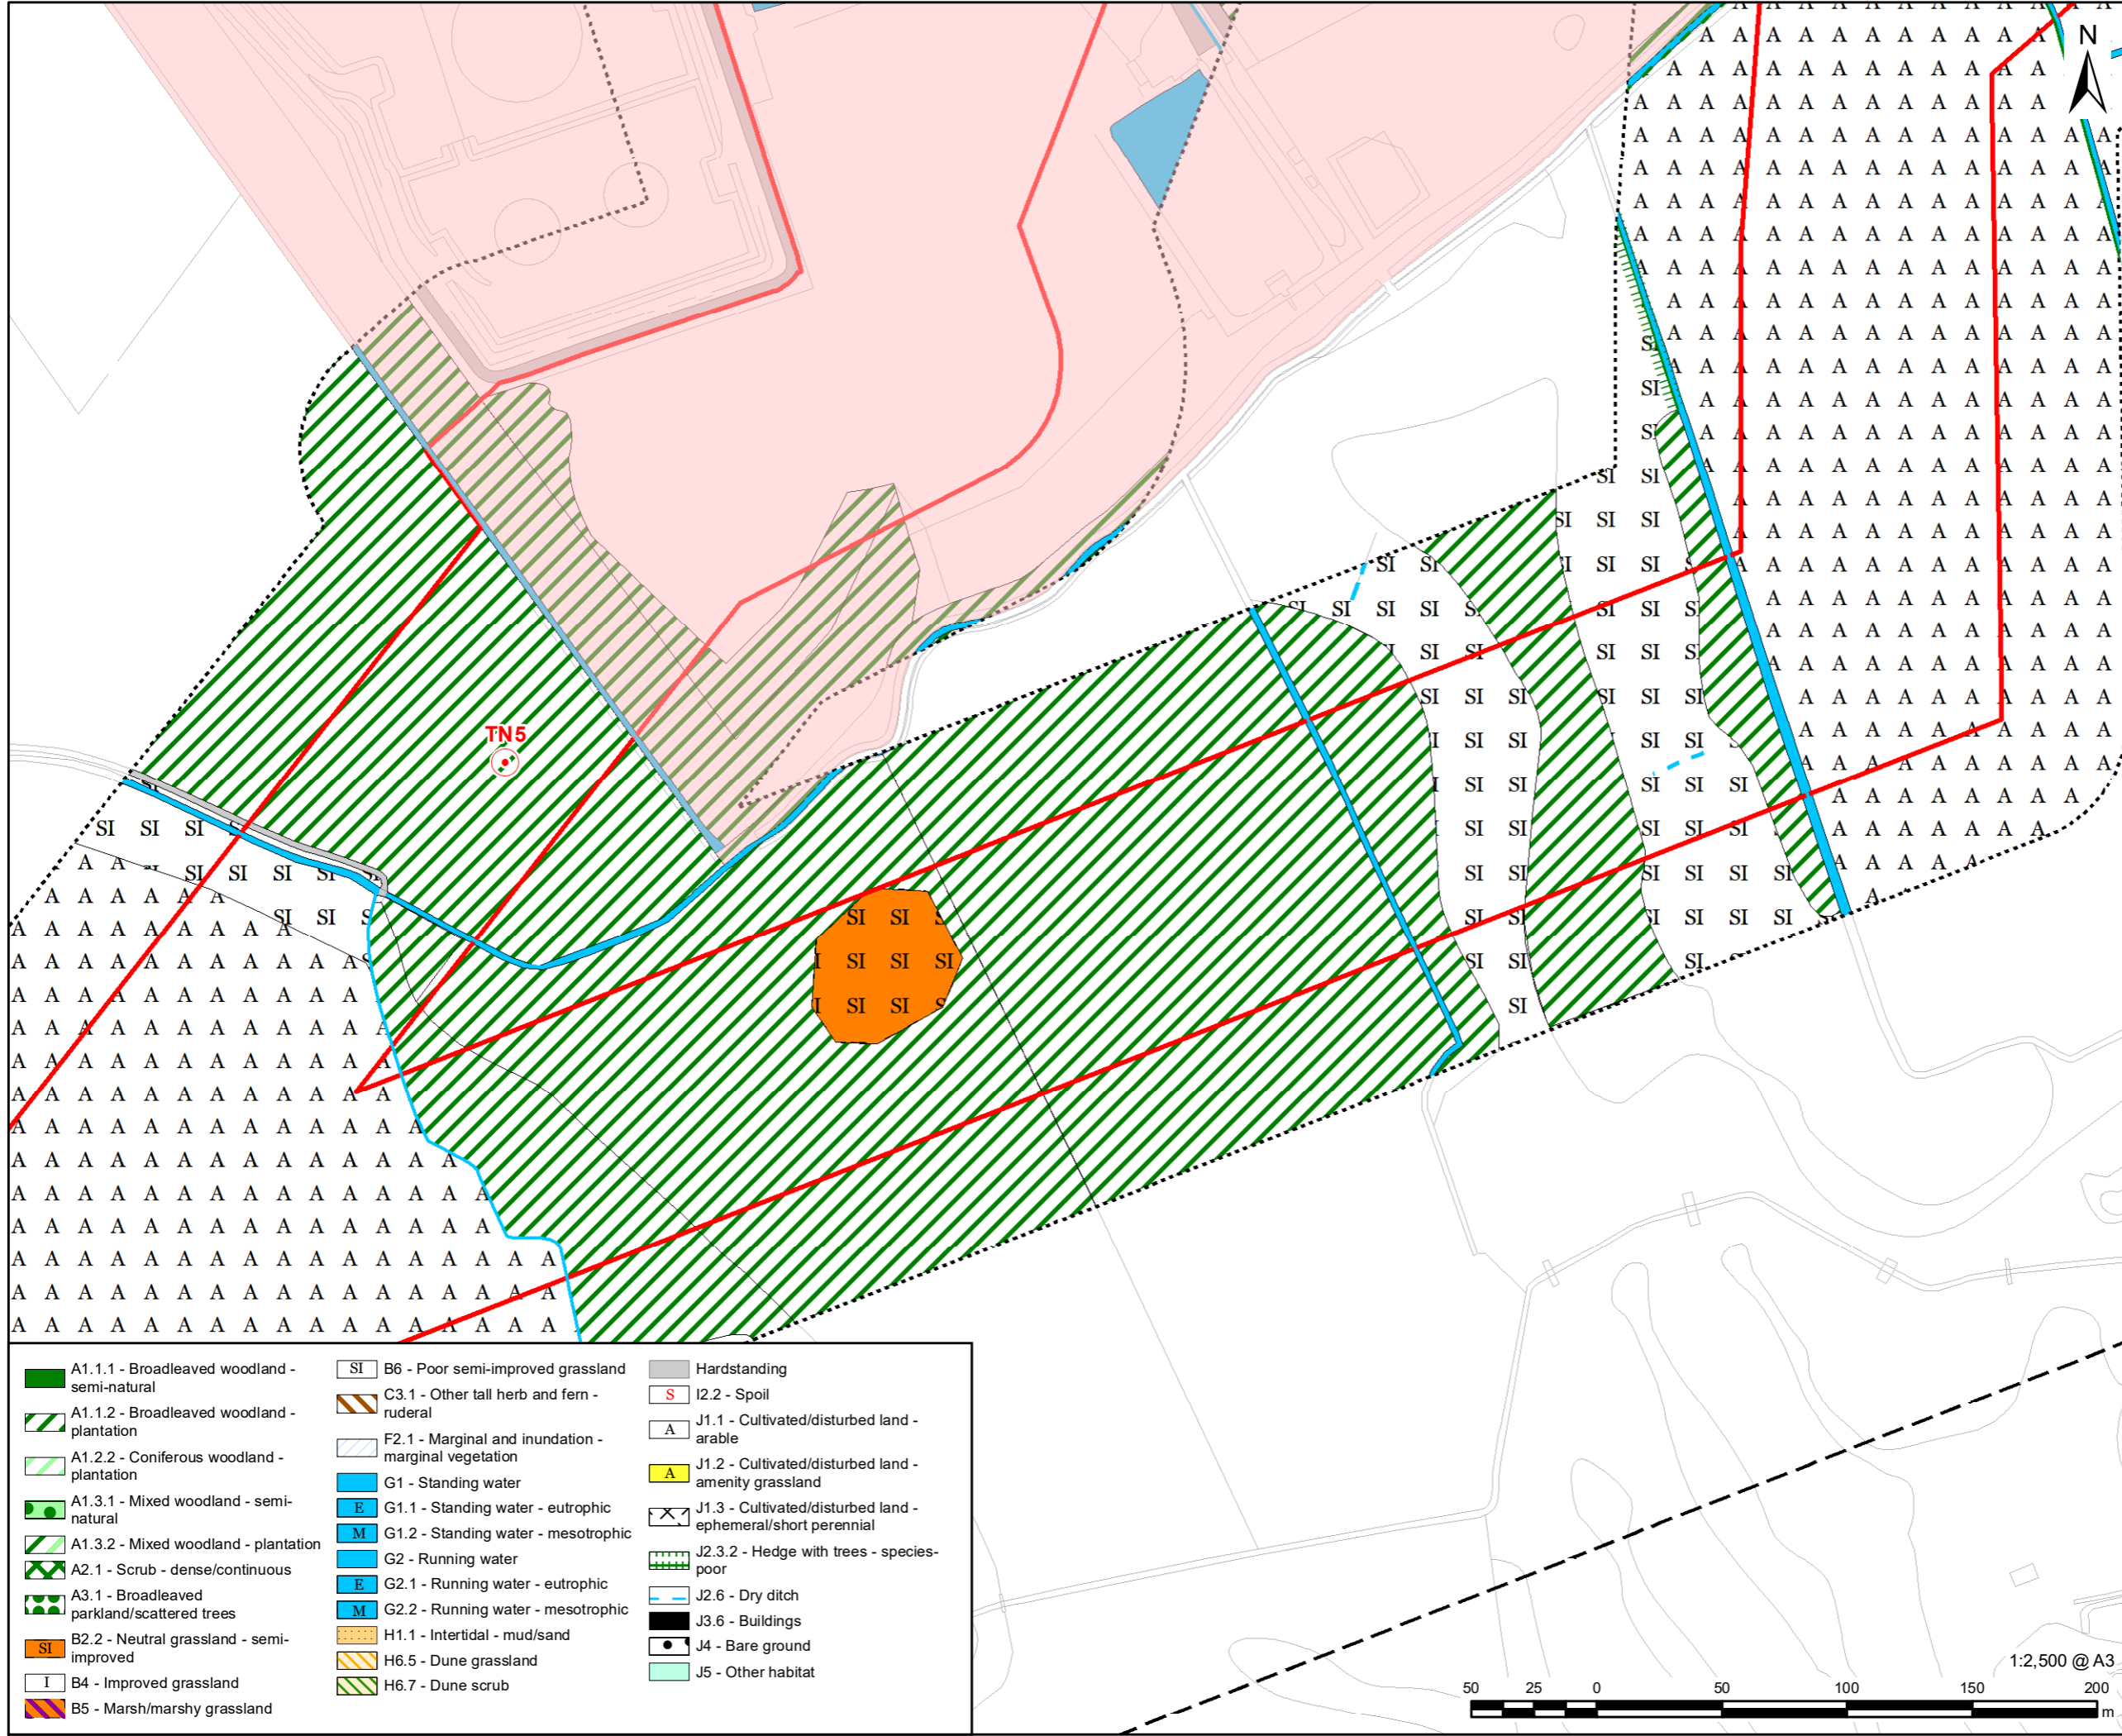 N
TN5
A1.1.1 - Broadleaved woodland -
semi-natural
A1.1.2 - Broadleaved woodland -
plantation
A1.2.2 - Coniferous woodland -
plantation
A1.3.1 - Mixed woodland - semi-
natural
A1.3.2 - Mixed woodland - plantation
A2.1 - Scrub - dense/continuous
A3.1 - Broadleaved
parkland/scattered trees
SI B2.2 - Neutral grassland - semi-
improved
I B4 - Improved grassland
B5 - Marsh/marshy grassland
SI B6 - Poor semi-improved grassland
C3.1 - Other tall herb and fern -
ruderal
F2.1 - Marginal and inundation -
marginal vegetation
G1 - Standing water
E G1.1 - Standing water - eutrophic
M G1.2 - Standing water - mesotrophic
G2 - Running water
E G2.1 - Running water - eutrophic
M G2.2 - Running water - mesotrophic
H1.1 - Intertidal - mud/sand
H6.5 - Dune grassland
H6.7 - Dune scrub
Hardstanding
S I2.2 - Spoil
A J1.1 - Cultivated/disturbed land -
arable
A J1.2 - Cultivated/disturbed land -
amenity grassland
J1.3 - Cultivated/disturbed land -
ephemeral/short perennial
J2.3.2 - Hedge with trees - species-
poor
J2.6 - Dry ditch
J3.6 - Buildings
J4 - Bare ground
J5 - Other habitat
1:2,500 @ A3
50 25 0 50 100 150 200
m